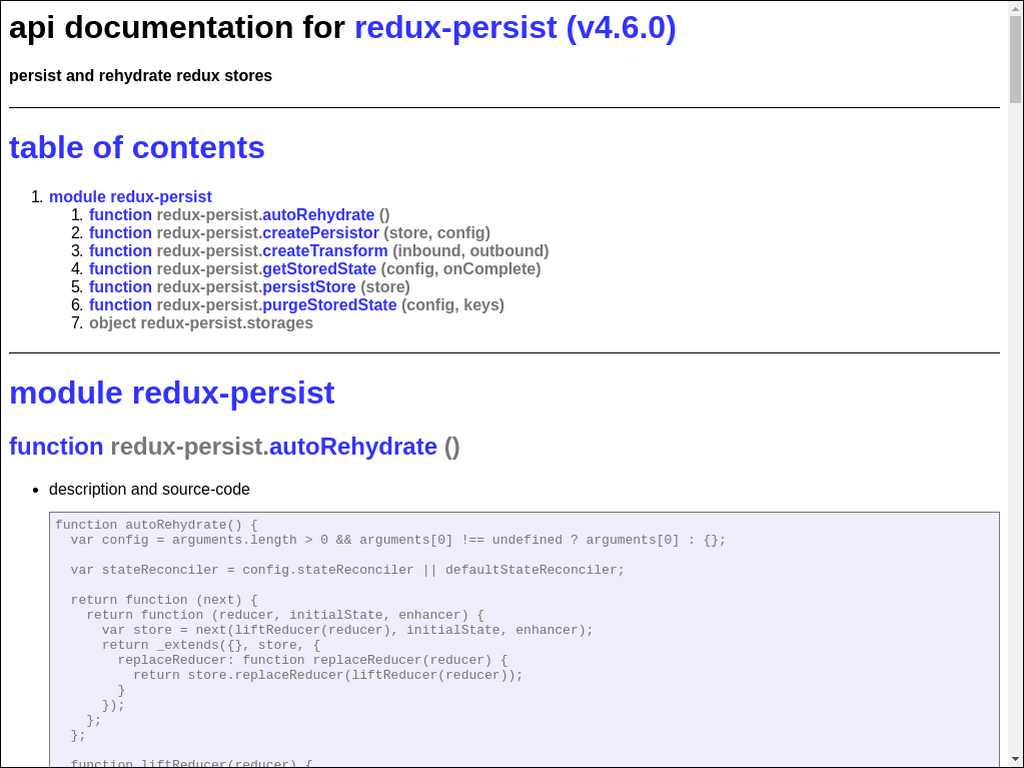 api documentation for redux-persist (v4.6.0)
persist and rehydrate redux stores
table of contents
1. module redux-persist
1. function redux-persist.autoRehydrate ()
2. function redux-persist.createPersistor (store, config)
3. function redux-persist.createTransform (inbound, outbound)
4. function redux-persist.getStoredState (config, onComplete)
5. function redux-persist.persistStore (store)
6. function redux-persist.purgeStoredState (config, keys)
7. object redux-persist.storages
module redux-persist
function redux-persist.autoRehydrate ()
• description and source-code
function autoRehydrate() {
  var config = arguments.length > 0 && arguments[0] !== undefined ? arguments[0] : {};
  var stateReconciler = config.stateReconciler || defaultStateReconciler;
  return function (next) {
    return function (reducer, initialState, enhancer) {
      var store = next(liftReducer(reducer), initialState, enhancer);
      return _extends({}, store, {
        replaceReducer: function replaceReducer(reducer) {
          return store.replaceReducer(liftReducer(reducer));
        }
      });
    };
  };
  function liftReducer(reducer) {